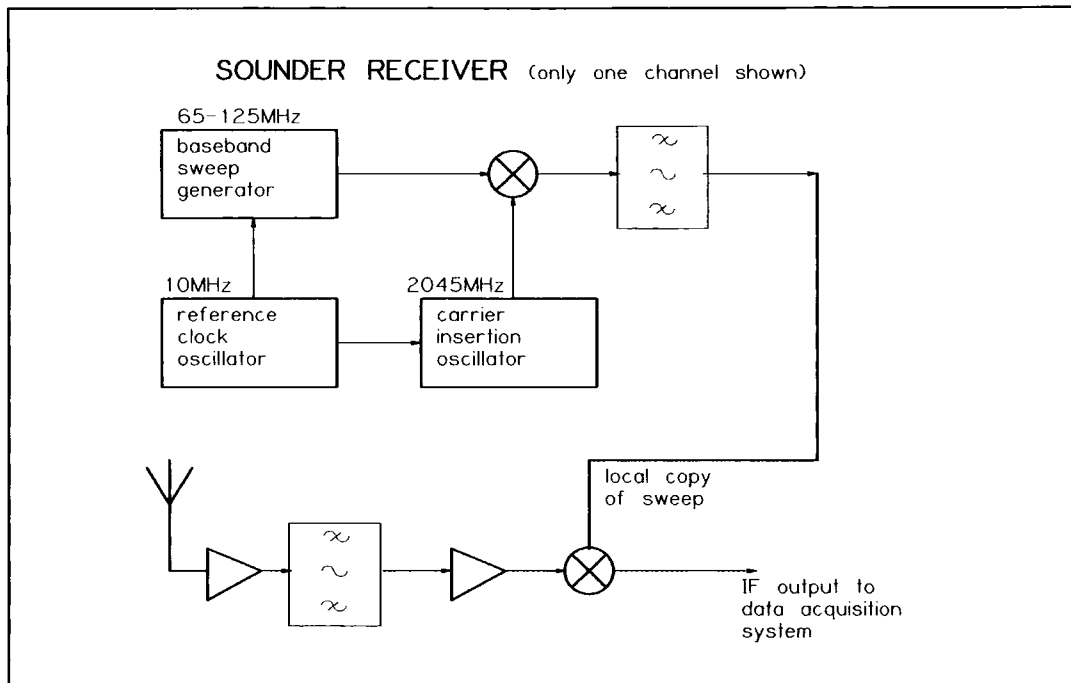 SOUNDER RECEIVER (only one channel shown)
65-125MHz
baseband
sweep
generator
10MHz
reference
clock
oscillator
2045MHz
carrier
insertion
oscillator
local copy
of sweep
IF output to
data acquisition
system